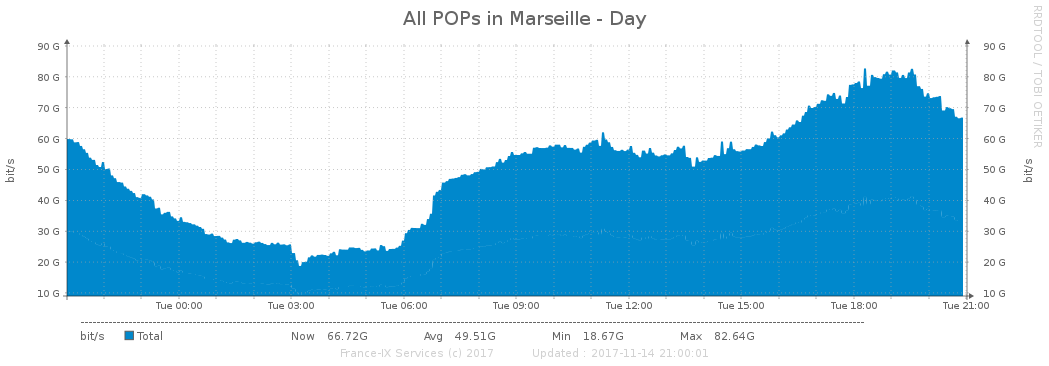 All POPs in Marseille - Day
RRDTOOL / TOBI OETIKER
90 G 90 G
80 G 80 G
70 G 70 G
60 G 60 G
50 G 50 G
40 G 40 G
30 G 30 G
20 G 20 G
10 G 10 G
bit/s
bit/s
Tue 00:00 Tue 03:00 Tue 06:00 Tue 09:00 Tue 12:00 Tue 15:00 Tue 18:00 Tue 21:00
bit/s Total Now 66.72G Avg 49.51G Min 18.67G Max 82.64G
France-IX Services (c) 2017 Updated : 2017-11-14 21:00:01